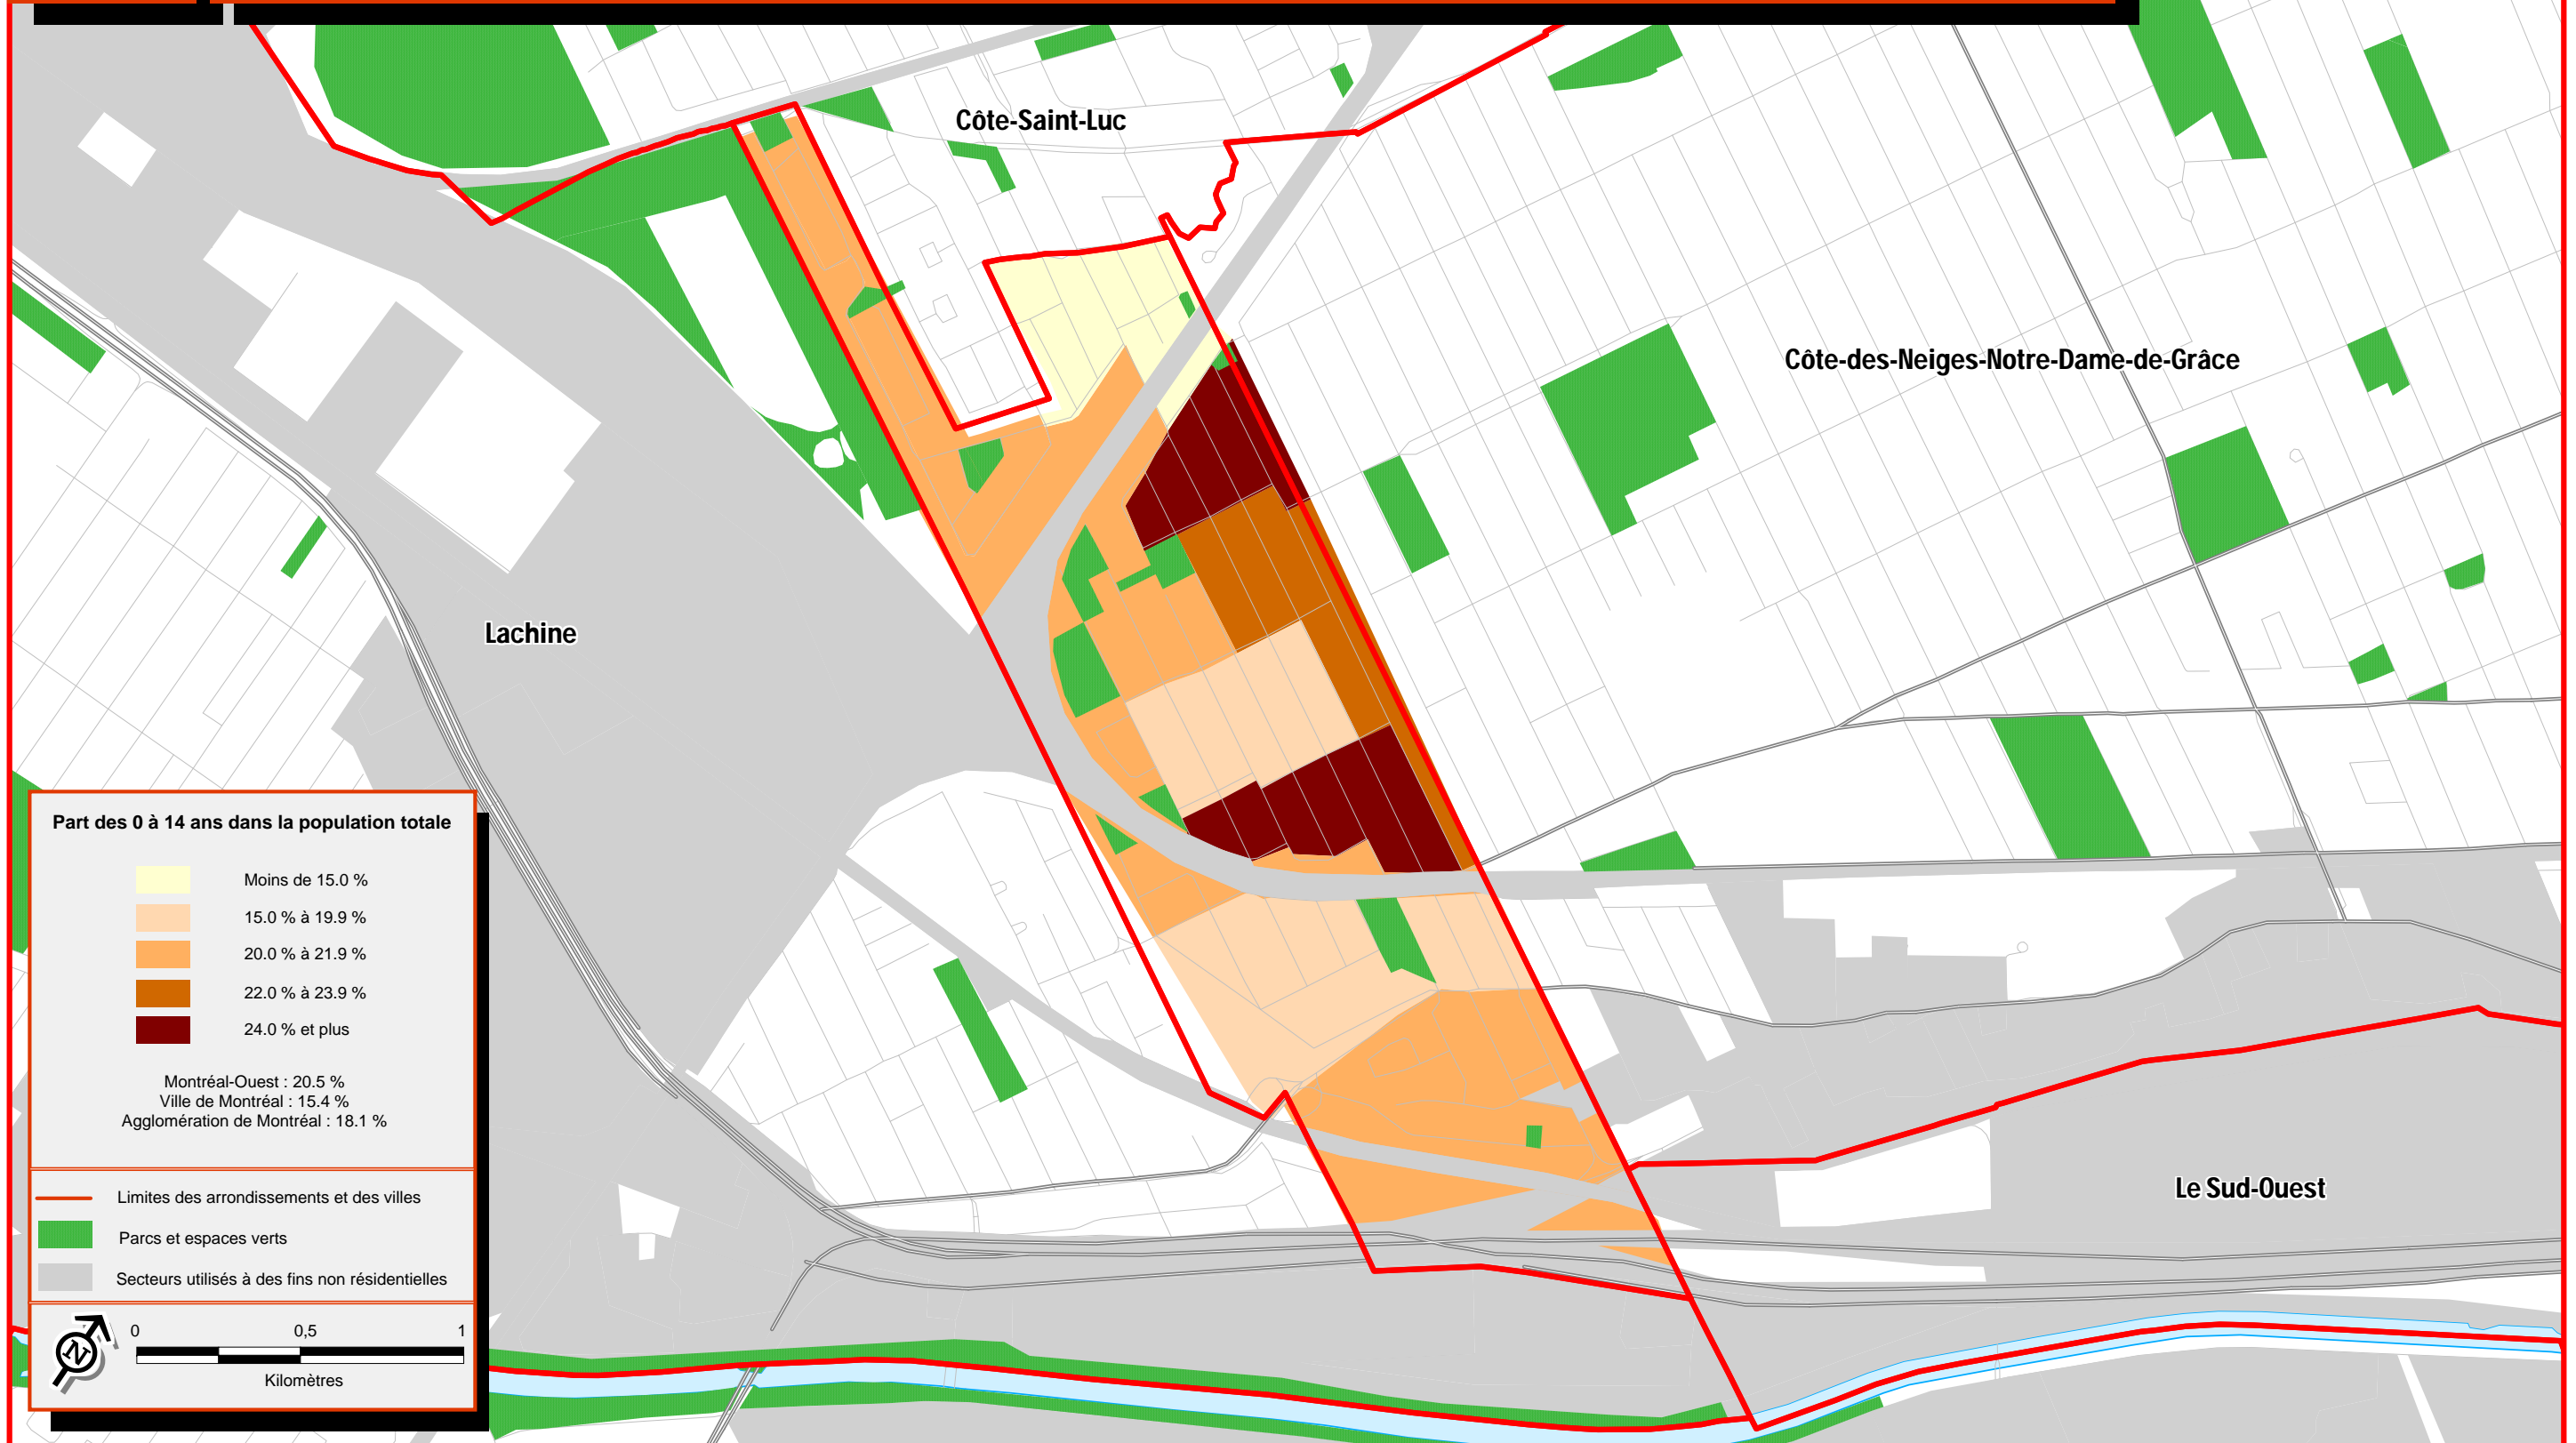 Côte-Saint-Luc
Côte-des-Neiges-Notre-Dame-de-Grâce
Lachine
Le Sud-Ouest
Part des 0 à 14 ans dans la population totale
Moins de 15.0 %
15.0 % à 19.9 %
20.0 % à 21.9 %
22.0 % à 23.9 %
24.0 % et plus
Montréal-Ouest : 20.5 %
Ville de Montréal : 15.4 %
Agglomération de Montréal : 18.1 %
Limites des arrondissements et des villes
Parcs et espaces verts
Secteurs utilisés à des fins non résidentielles
N
0 0,5 1
Kilomètres